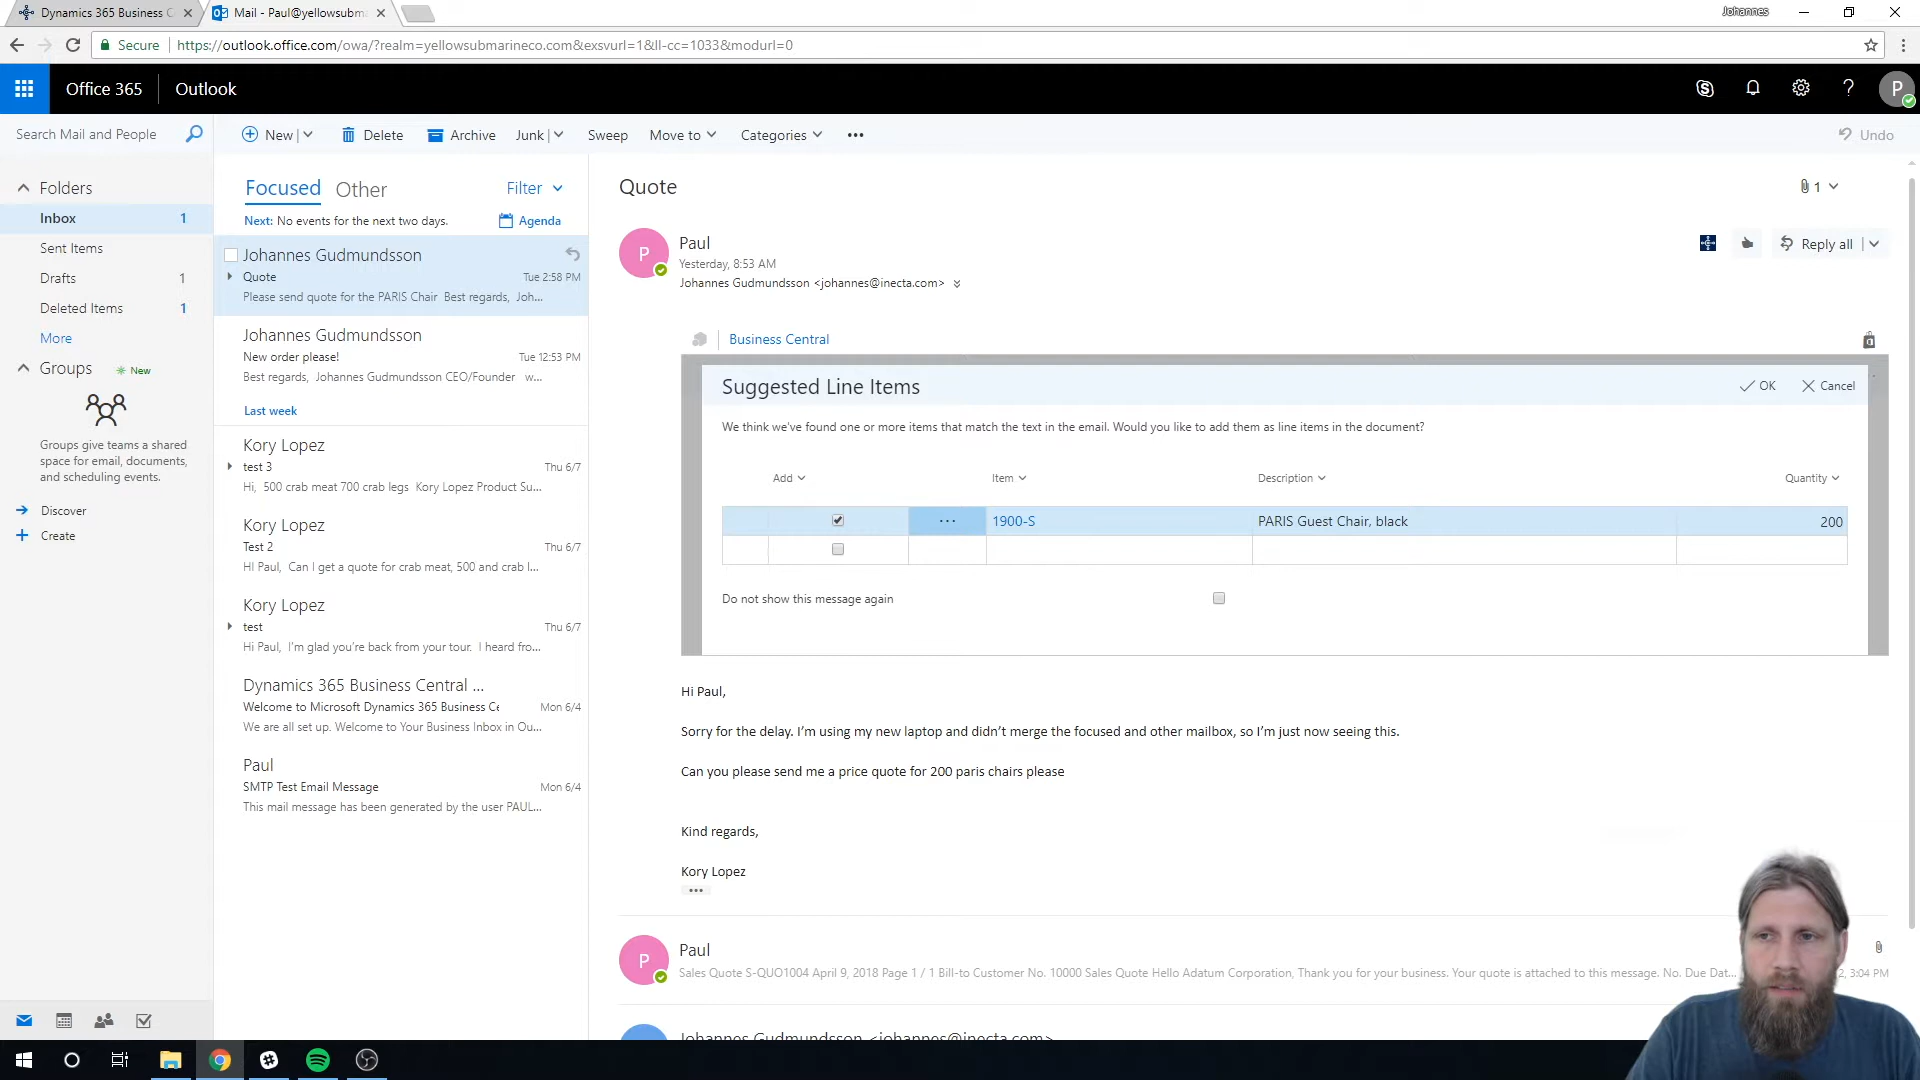 Dynamics 365 Business C
Mail - Paul@yellowsubma
Johannes
Secure
https://outlook.office.com/owa/?realm=yellowsubmarineco.com&exsvurl=1&ll-cc=1033&modurl=0
Office 365
Outlook
P
Search Mail and People
New
Delete
Archive
Junk
Sweep
Move to
Categories
Undo
Folders
Inbox 1
Sent Items
Drafts 1
Deleted Items 1
More
Groups
New
Groups give teams a shared
space for email, documents,
and scheduling events.
Discover
Create
Focused
Other
Filter
Next: No events for the next two days.
Agenda
Johannes Gudmundsson
Quote Tue 2:58 PM
Please send quote for the PARIS Chair Best regards, Joh...
Johannes Gudmundsson
New order please! Tue 12:53 PM
Best regards, Johannes Gudmundsson CEO/Founder w...
Last week
Kory Lopez
test 3 Thu 6/7
Hi, 500 crab meat 700 crab legs Kory Lopez Product Su...
Kory Lopez
Test 2 Thu 6/7
HI Paul, Can I get a quote for crab meat, 500 and crab l...
Kory Lopez
test Thu 6/7
Hi Paul, I'm glad you're back from your tour. I heard fro...
Dynamics 365 Business Central ...
Welcome to Microsoft Dynamics 365 Business Ce Mon 6/4
We are all set up. Welcome to Your Business Inbox in Ou...
Paul
SMTP Test Email Message Mon 6/4
This mail message has been generated by the user PAUL...
Quote
1
P
Paul
Yesterday, 8:53 AM
Johannes Gudmundsson <johannes@inecta.com>
Reply all
Business Central
Suggested Line Items
OK
Cancel
We think we've found one or more items that match the text in the email. Would you like to add them as line items in the document?
Add Item Description Quantity
1900-S PARIS Guest Chair, black 200
Do not show this message again
Hi Paul,
Sorry for the delay. I'm using my new laptop and didn't merge the focused and other mailbox, so I'm just now seeing this.
Can you please send me a price quote for 200 paris chairs please
Kind regards,
Kory Lopez
P
Paul
Sales Quote S-QUO1004 April 9, 2018 Page 1 / 1 Bill-to Customer No. 10000 Sales Quote Hello Adatum Corporation, Thank you for your business. Your quote is attached to this message. No. Due Dat... 2, 3:04 PM
Johannes Gudmundsson <johannes@inecta.com>